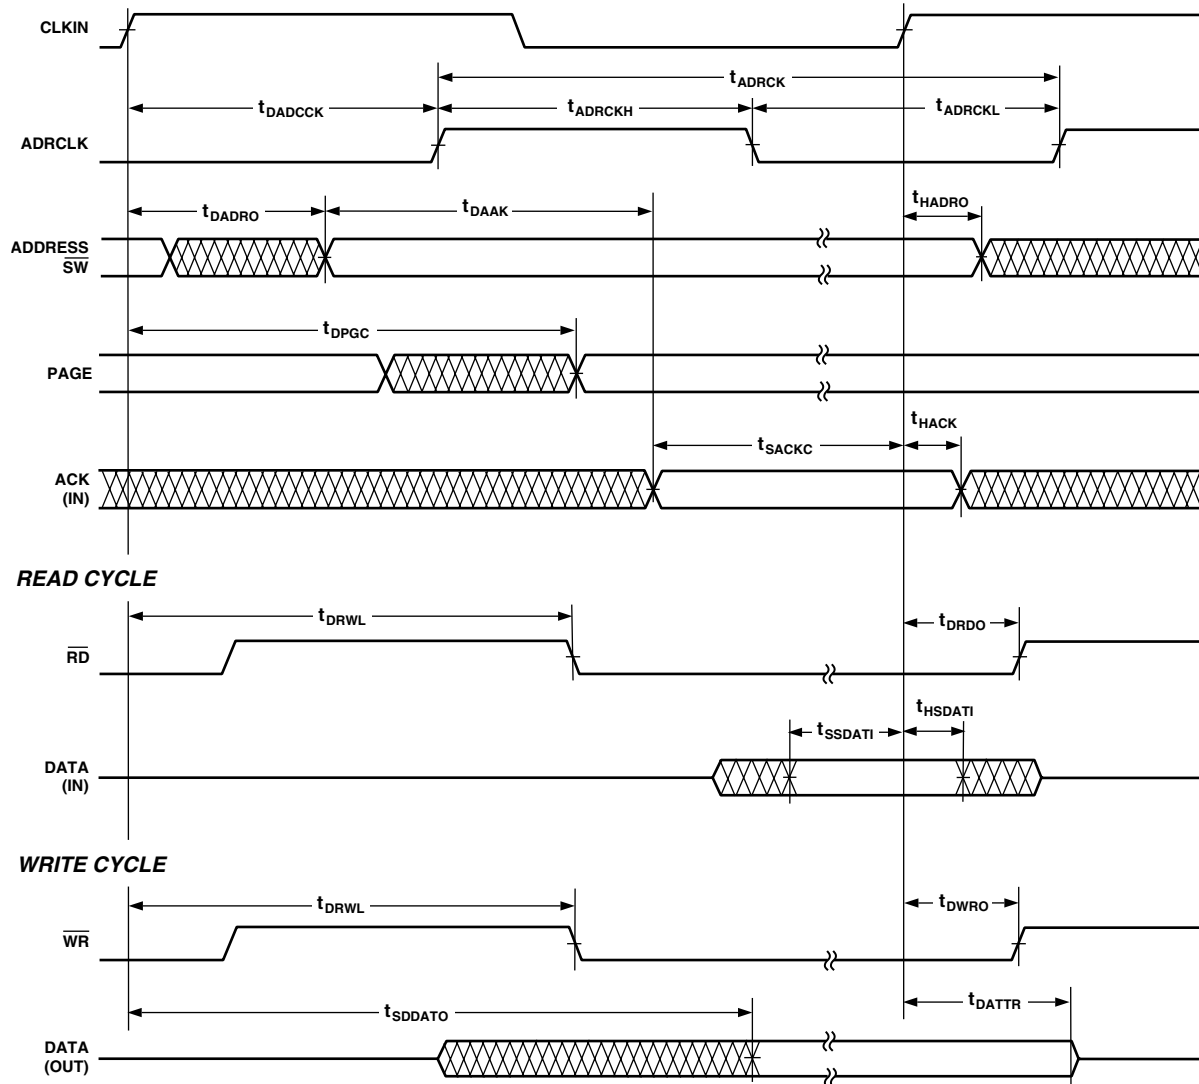 CLKIN
tADRCK
tDADCCK tADRCKH tADRCKL
ADRCLK
tDADRO tDAAK tHADRO
ADDRESS
SW
tDPGC
PAGE
tSACKC tHACK
ACK
(IN)
READ CYCLE
tDRWL tDRDO
RD
tSSDATI tHSDATI
DATA
(IN)
WRITE CYCLE
tDRWL tDWRO
WR
tSDDATO tDATTR
DATA
(OUT)